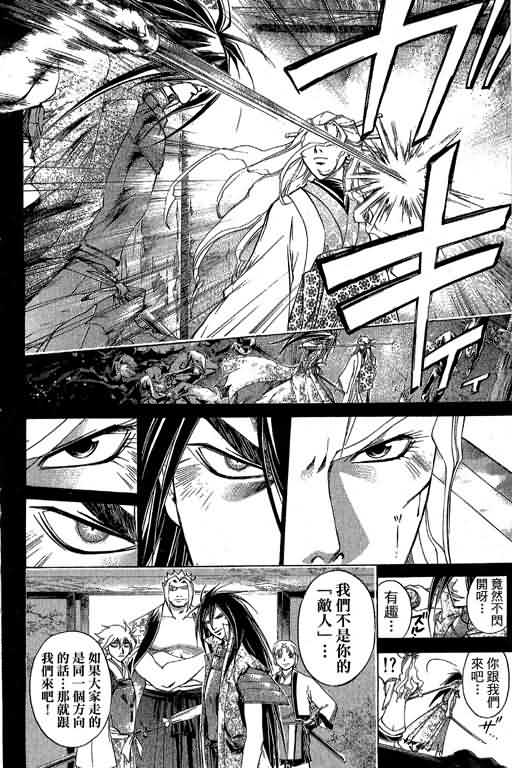 ガ
キィ
竟然不閃
開呀…
有趣…
ズル
你跟我們
來吧…
!?
我們不是你的
「敵人」…
如果大家走的
是同一個方向
的話…那就跟
我們來吧!